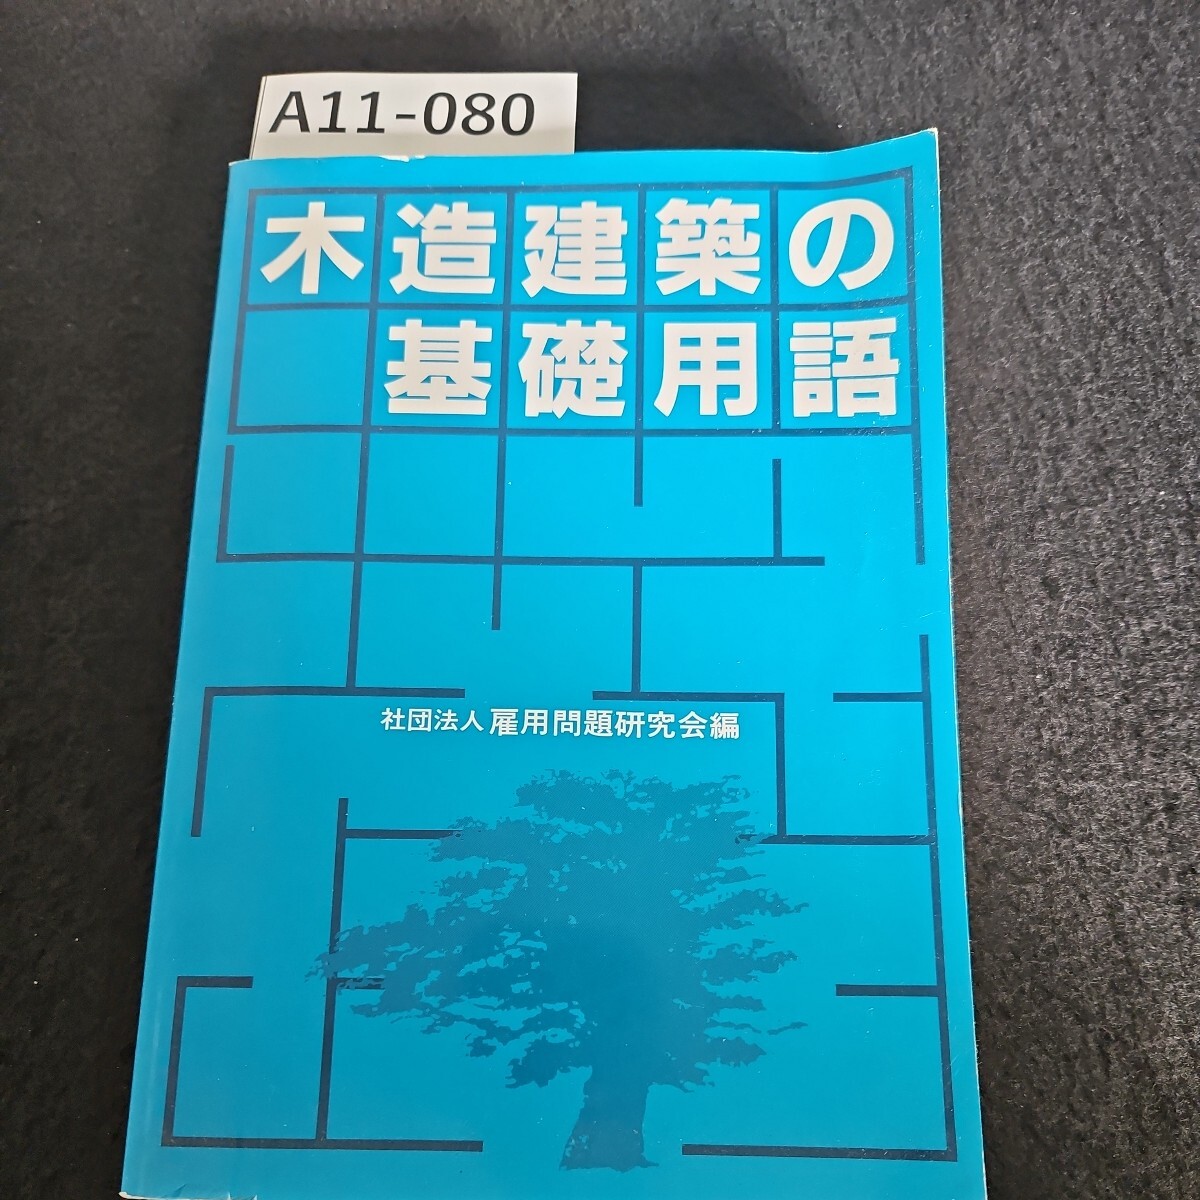 A11-080
木造建築の
基礎用語
社団法人 雇用問題研究会編